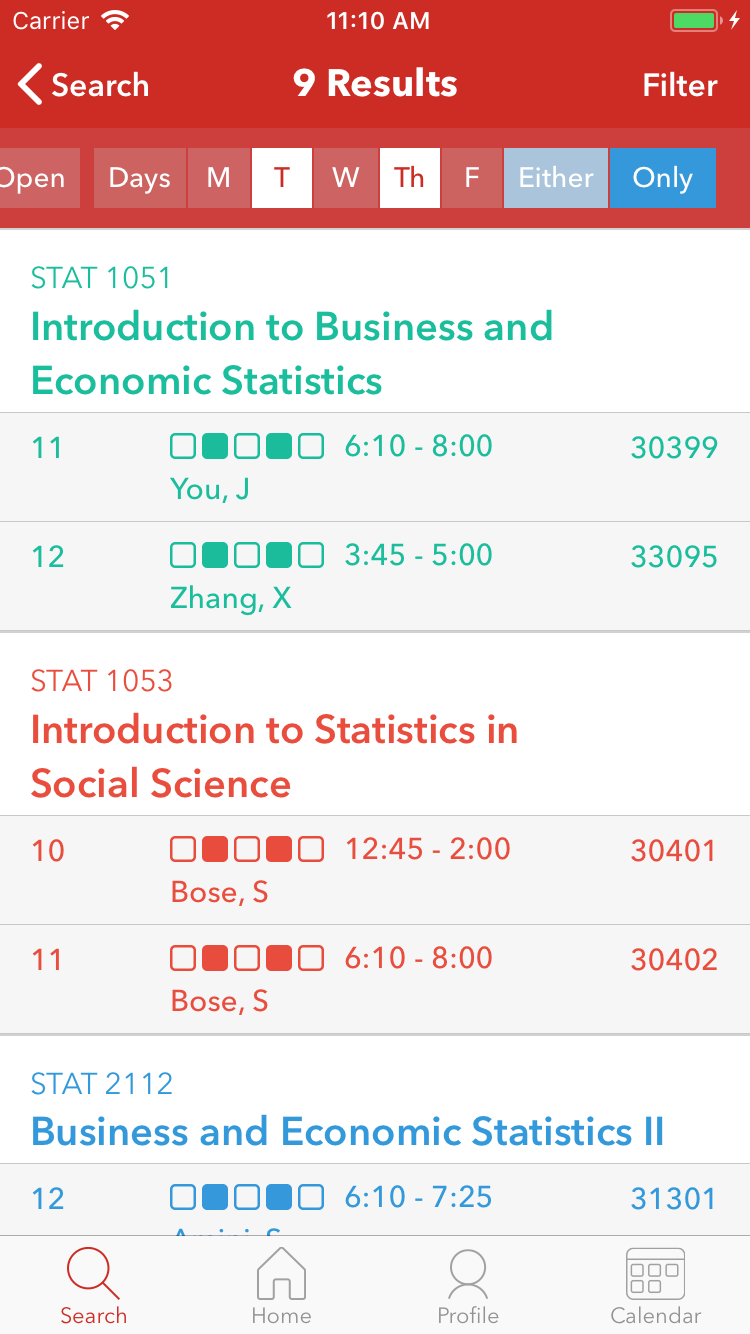 Carrier 11:10 AM
Search 9 Results Filter
Open Days M T W Th F Either Only
STAT 1051
Introduction to Business and
Economic Statistics
11 6:10 - 8:00 30399
You, J
12 3:45 - 5:00 33095
Zhang, X
STAT 1053
Introduction to Statistics in
Social Science
10 12:45 - 2:00 30401
Bose, S
11 6:10 - 8:00 30402
Bose, S
STAT 2112
Business and Economic Statistics II
12 6:10 - 7:25 31301
Search Home Profile Calendar